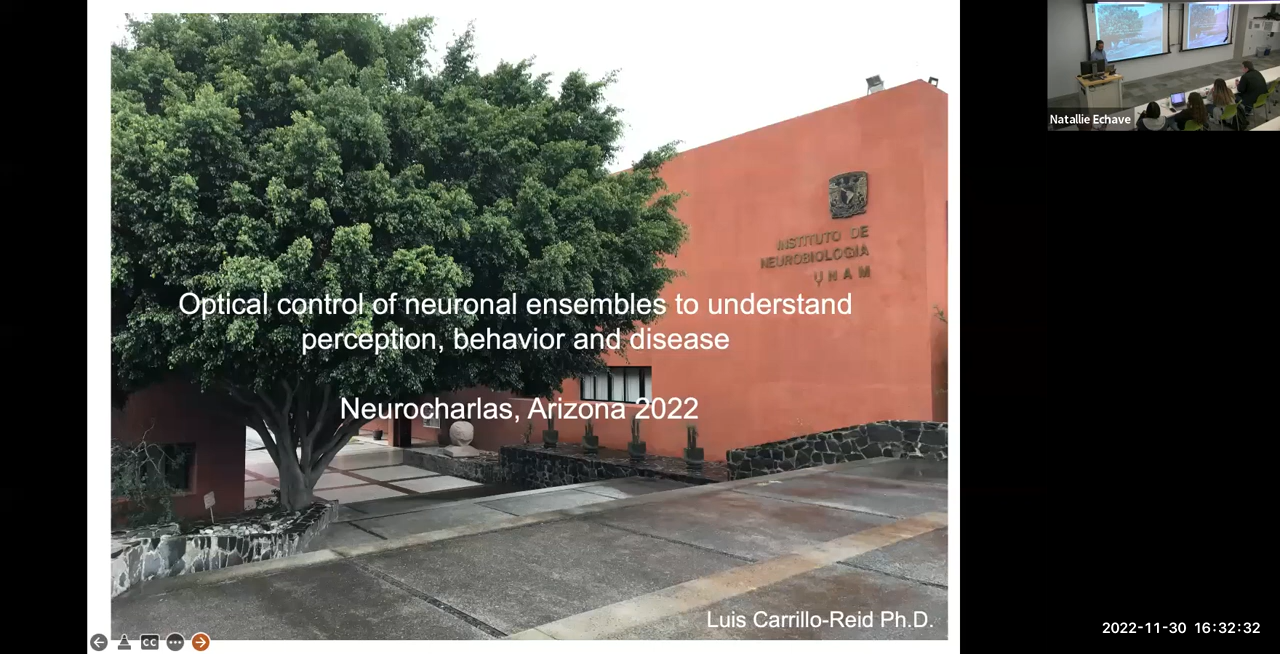 Natallie Echave
INSTITUTO DE
NEUROBIOLOGIA
UNAM
Optical control of neuronal ensembles to understand
perception, behavior and disease
Neurocharlas, Arizona 2022
Luis Carrillo-Reid Ph.D.
CC
2022-11-30 16:32:32